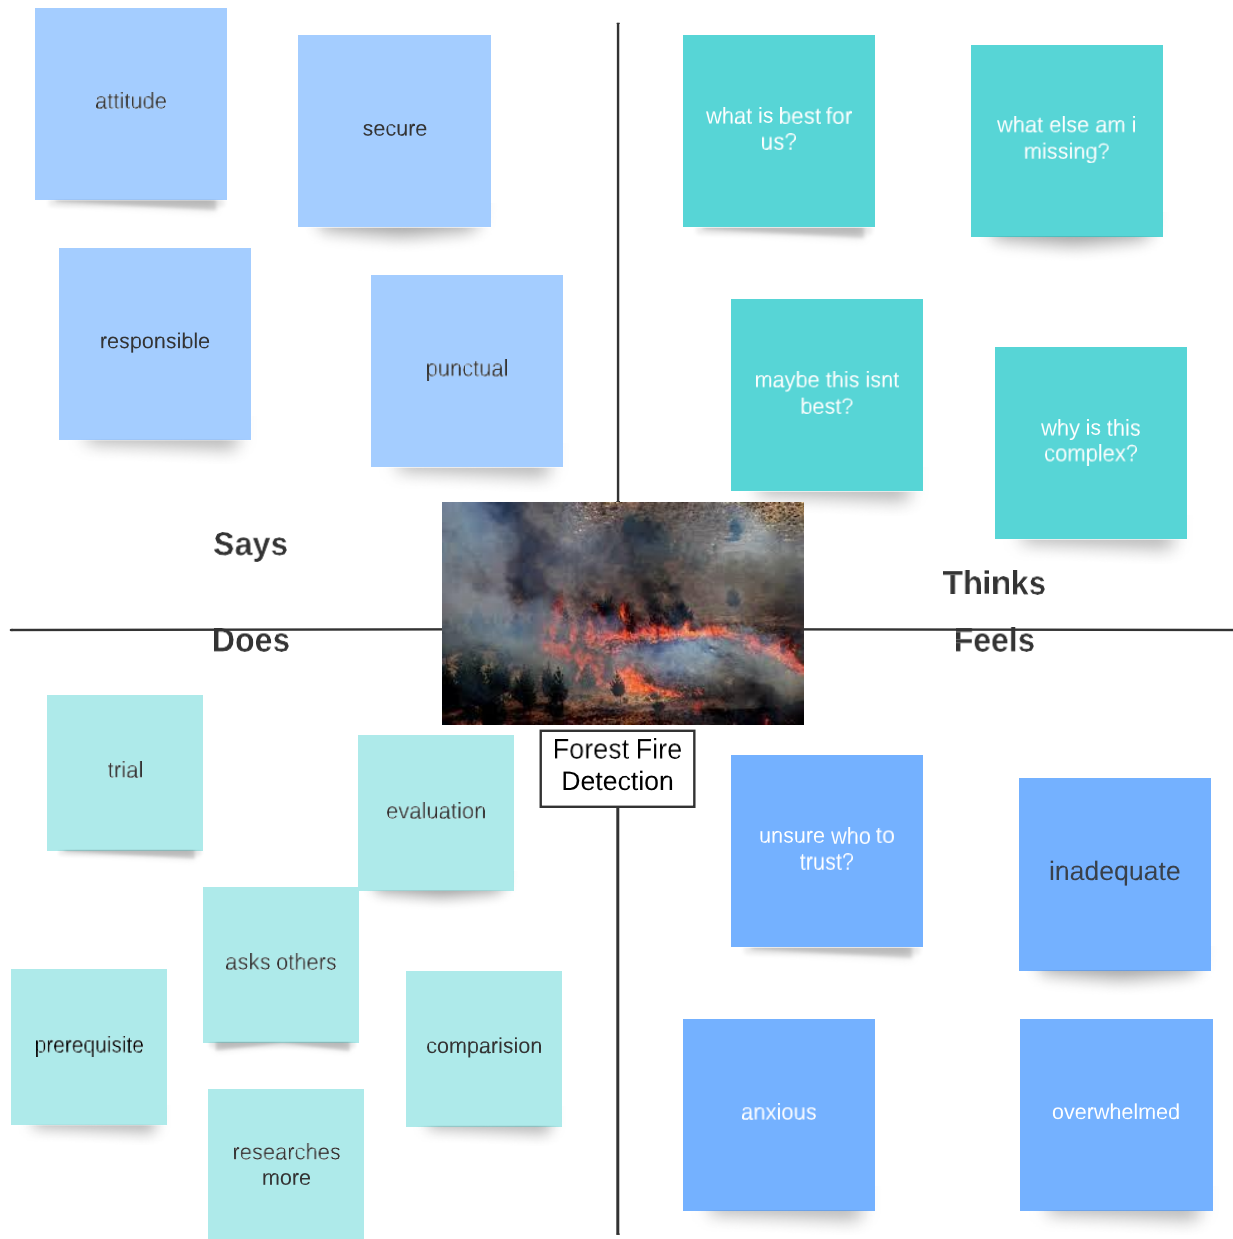 attitude
secure
responsible
punctual
Says
what is best for
us?
what else am i
missing?
maybe this isnt
best?
why is this
complex?
Thinks
Does
trial
evaluation
asks others
prerequisite
comparision
researches
more
Forest Fire
Detection
Feels
unsure who to
trust?
inadequate
anxious
overwhelmed